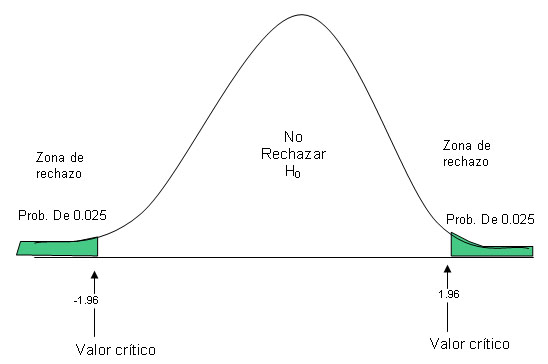 No
Rechazar
H₀
Zona de
rechazo
Zona de
rechazo
Prob. De 0.025
Prob. De 0.025
-1.96
1.96
Valor crítico
Valor crítico